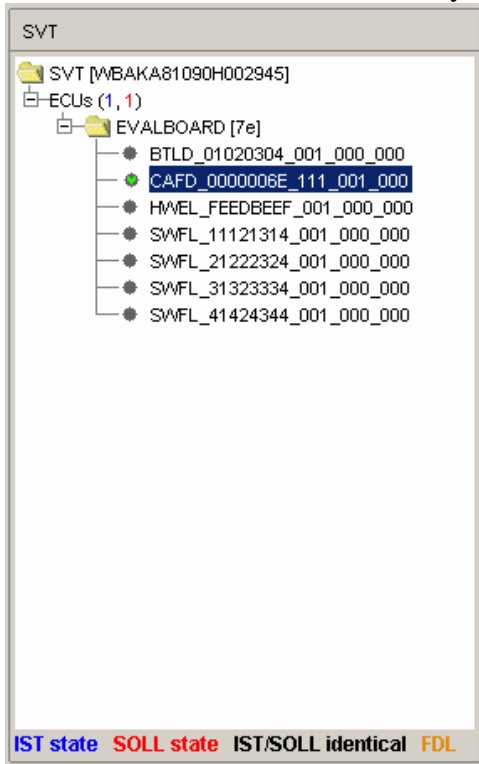 SVT
SVT [WBAKA81090H002945]
ECUs (1, 1)
EVALBOARD [7e]
BTLD_01020304_001_000_000
CAFD_0000006E_111_001_000
HWEL_FEEDBEEF_001_000_000
SWFL_11121314_001_000_000
SWFL_21222324_001_000_000
SWFL_31323334_001_000_000
SWFL_41424344_001_000_000
IST state SOLL state IST/SOLL identical FDL